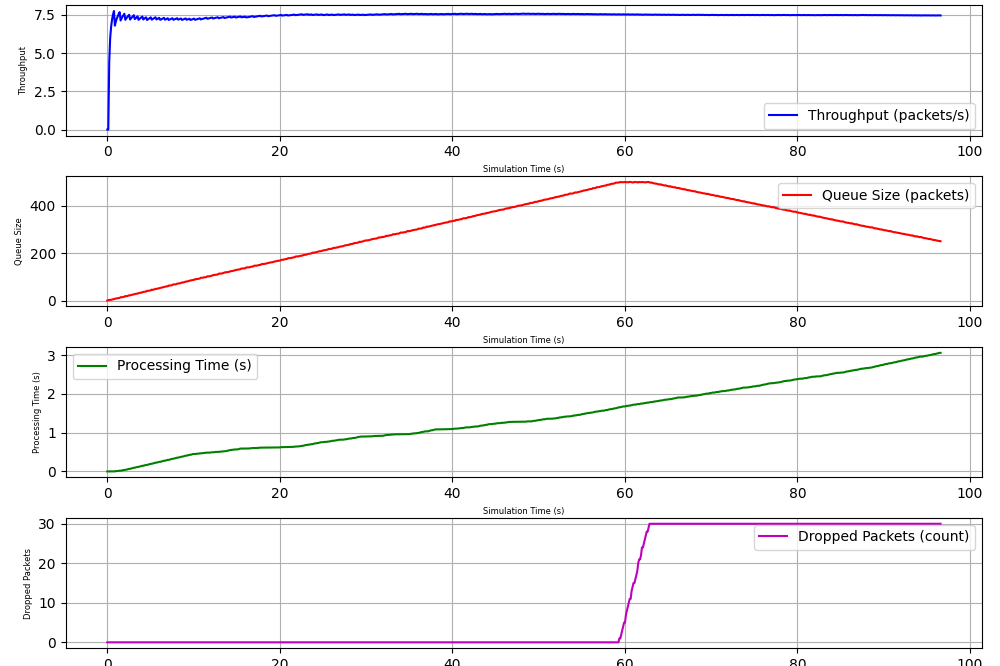 7.5
5.0
2.5
0.0
Throughput
Throughput (packets/s)
0 20 40 60 80 100
Simulation Time (s)
400
200
0
Queue Size
Queue Size (packets)
0 20 40 60 80 100
Simulation Time (s)
3
2
1
0
Processing Time (s)
Processing Time (s)
0 20 40 60 80 100
Simulation Time (s)
30
20
10
0
Dropped Packets
Dropped Packets (count)
0 20 40 60 80 100